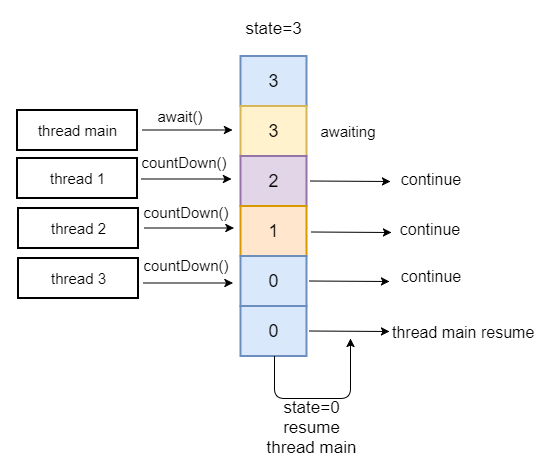 state=3
3
thread main
await()
3
awaiting
thread 1
countDown()
2
continue
thread 2
countDown()
1
continue
thread 3
countDown()
0
continue
0
thread main resume
state=0
resume
thread main